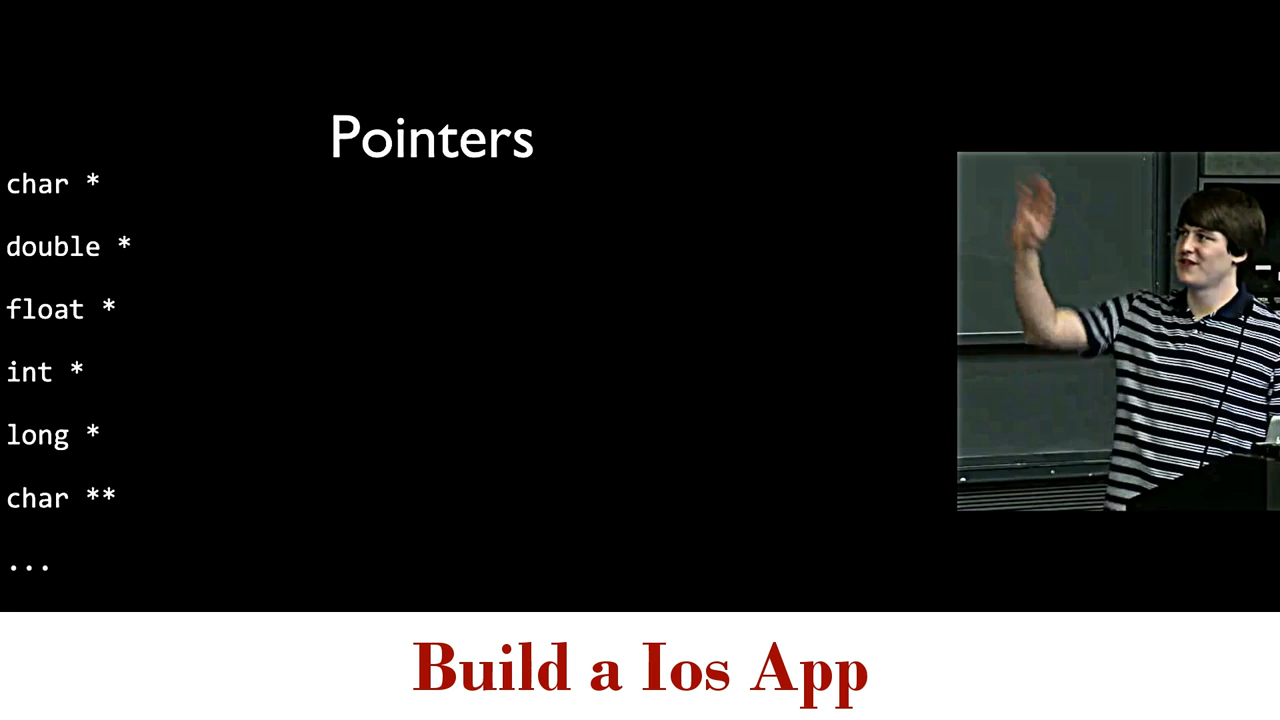 Pointers
char *
double *
float *
int *
long *
char **
...
Build a Ios App